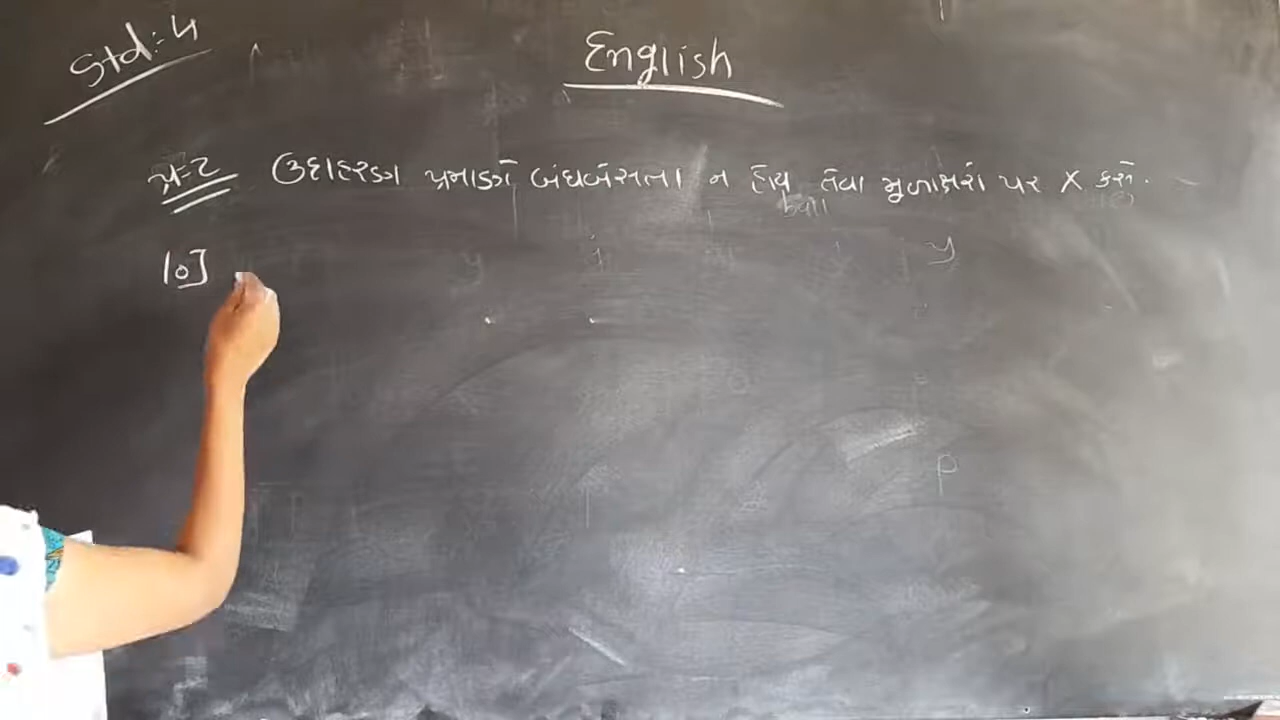 Std:- 4
English
પ્ર-૨ ઉદાહરણ પ્રમાણે બંધબેસતા ન હોય તેવા મુળાક્ષરો પર X કરો.
10]
y
p